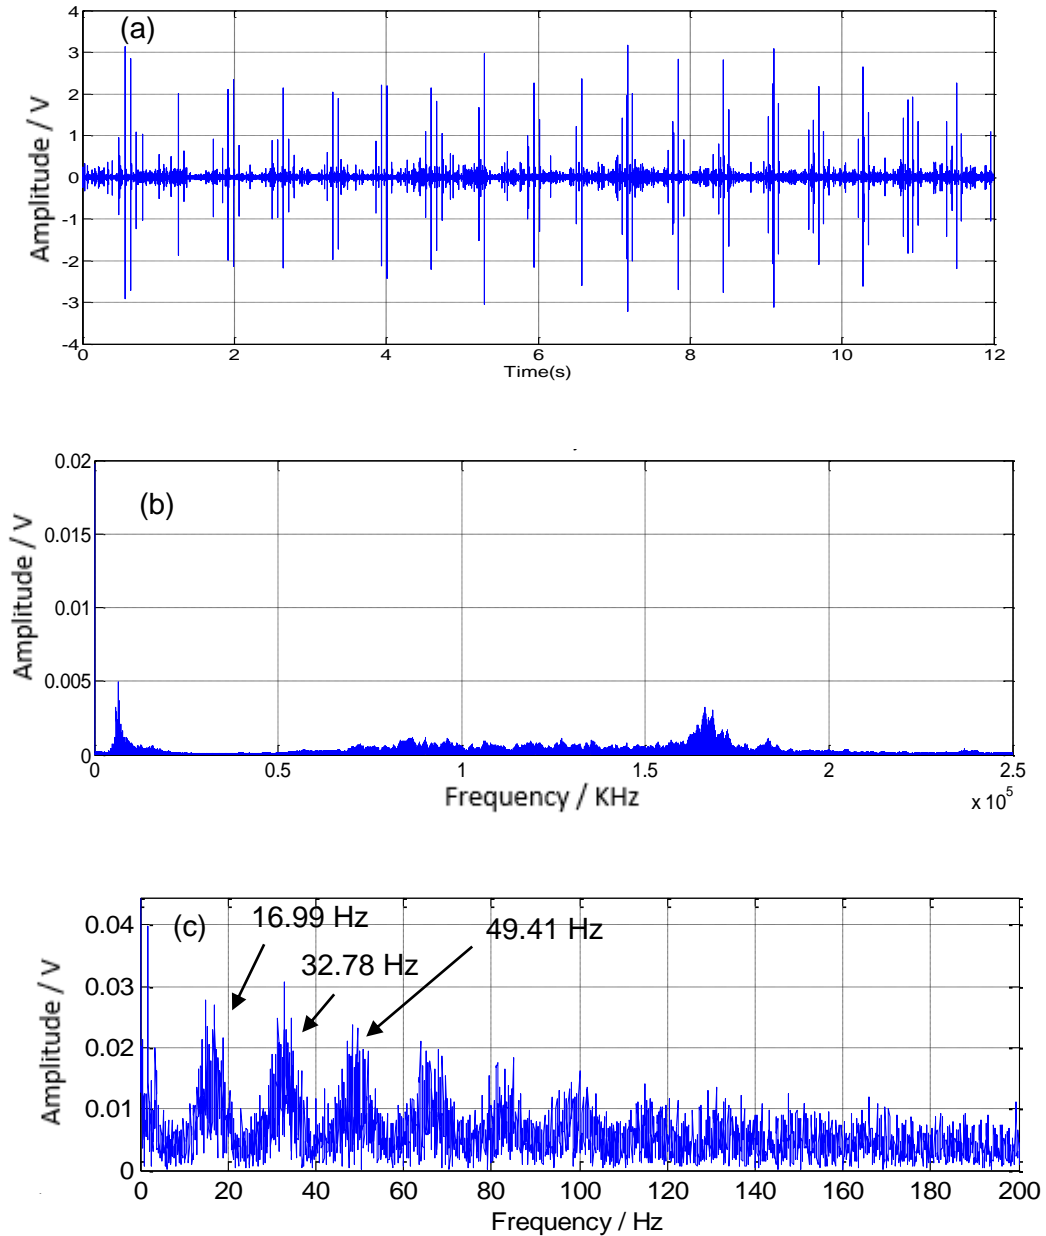 (a)
4
3
2
1
0
-1
-2
-3
-4
Amplitude / V
0 2 4 6 8 10 12
Time(s)
(b)
0.02
0.015
0.01
0.005
0
Amplitude / V
0 0.5 1 1.5 2 2.5
Frequency / KHz
x 10⁵
(c)
16.99 Hz
49.41 Hz
32.78 Hz
0.04
0.03
0.02
0.01
0
Amplitude / V
0 20 40 60 80 100 120 140 160 180 200
Frequency / Hz